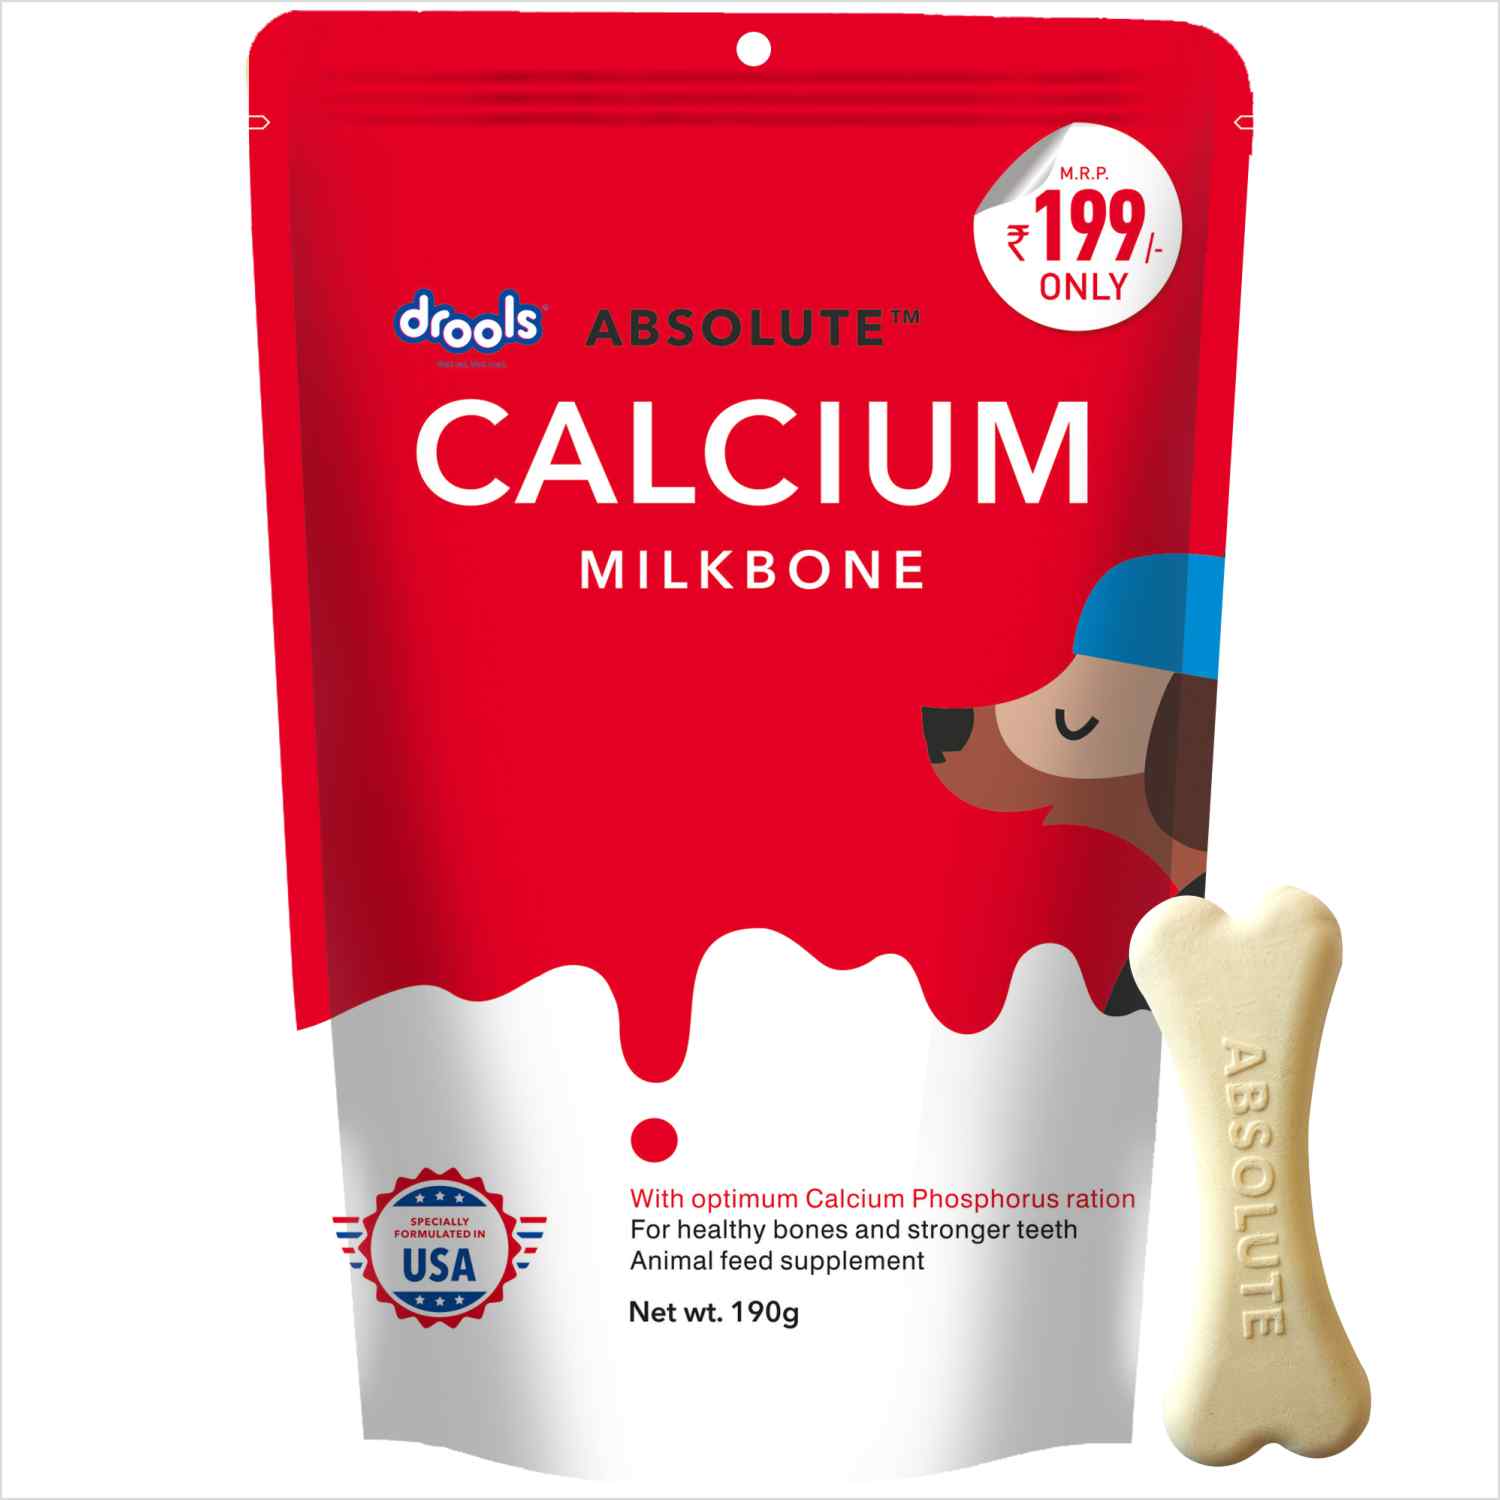 M.R.P.
₹199/-
ONLY
drools
ABSOLUTE™
CALCIUM
MILKBONE
With optimum Calcium Phosphorus ration
For healthy bones and stronger teeth
Animal feed supplement
Net wt. 190g
SPECIALLY
FORMULATED IN
USA
ABSOLUTE